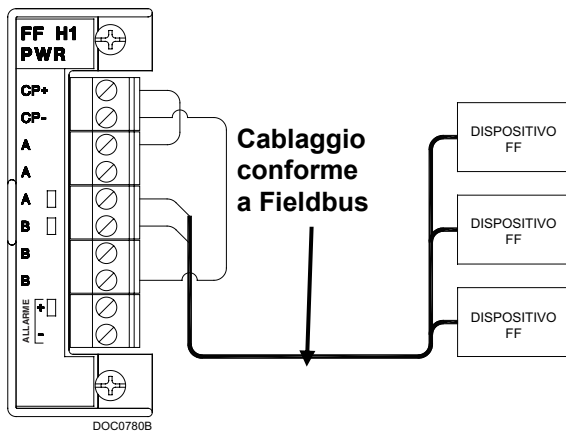 FF H1
PWR
CP+
CP-
A
A
A
B
B
B
ALLARME
+
-
Cablaggio
conforme
a Fieldbus
DISPOSITIVO
FF
DISPOSITIVO
FF
DISPOSITIVO
FF
DOC0780B